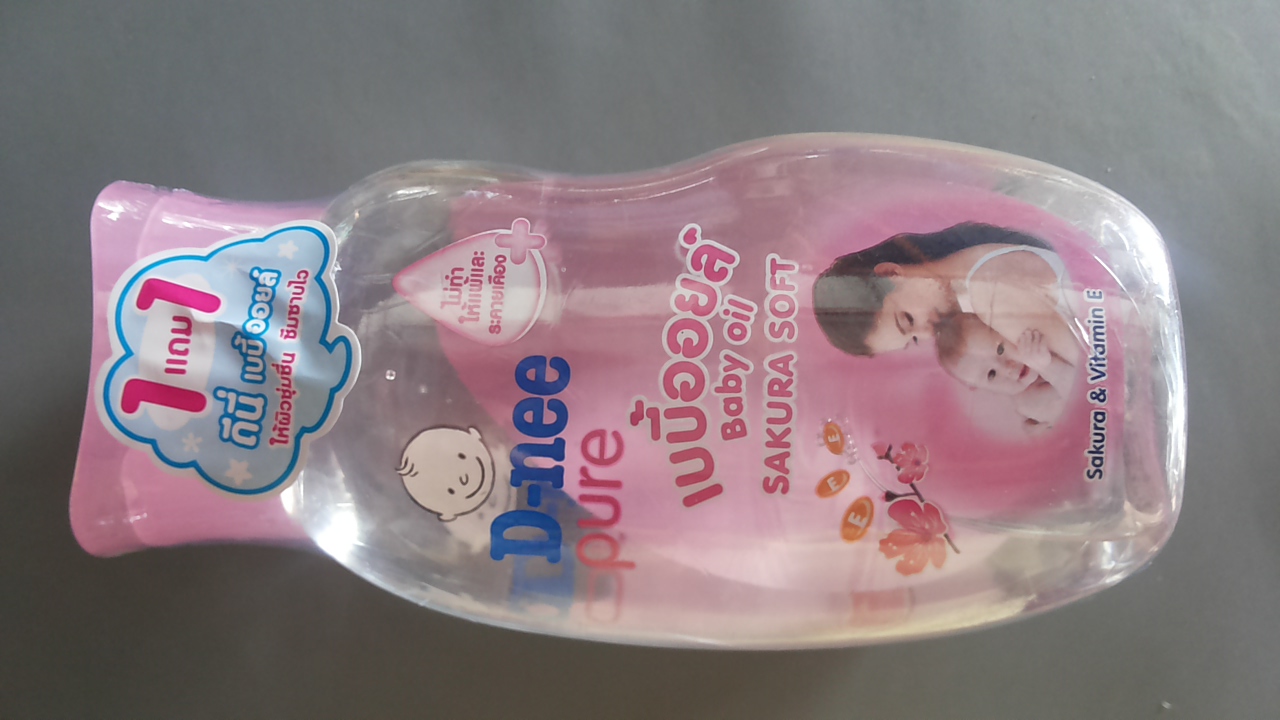 1 แถม 1
ดีนี่ เบบี้ออยล์
ให้ผิวชุ่มชื่น ซึมซาบไว
ไม่ทำ
ให้แพ้และ
ระคายเคือง
D-nee
pure
เบบี้ออยล์
Baby oil
SAKURA SOFT
E
E
E
Sakura & Vitamin E